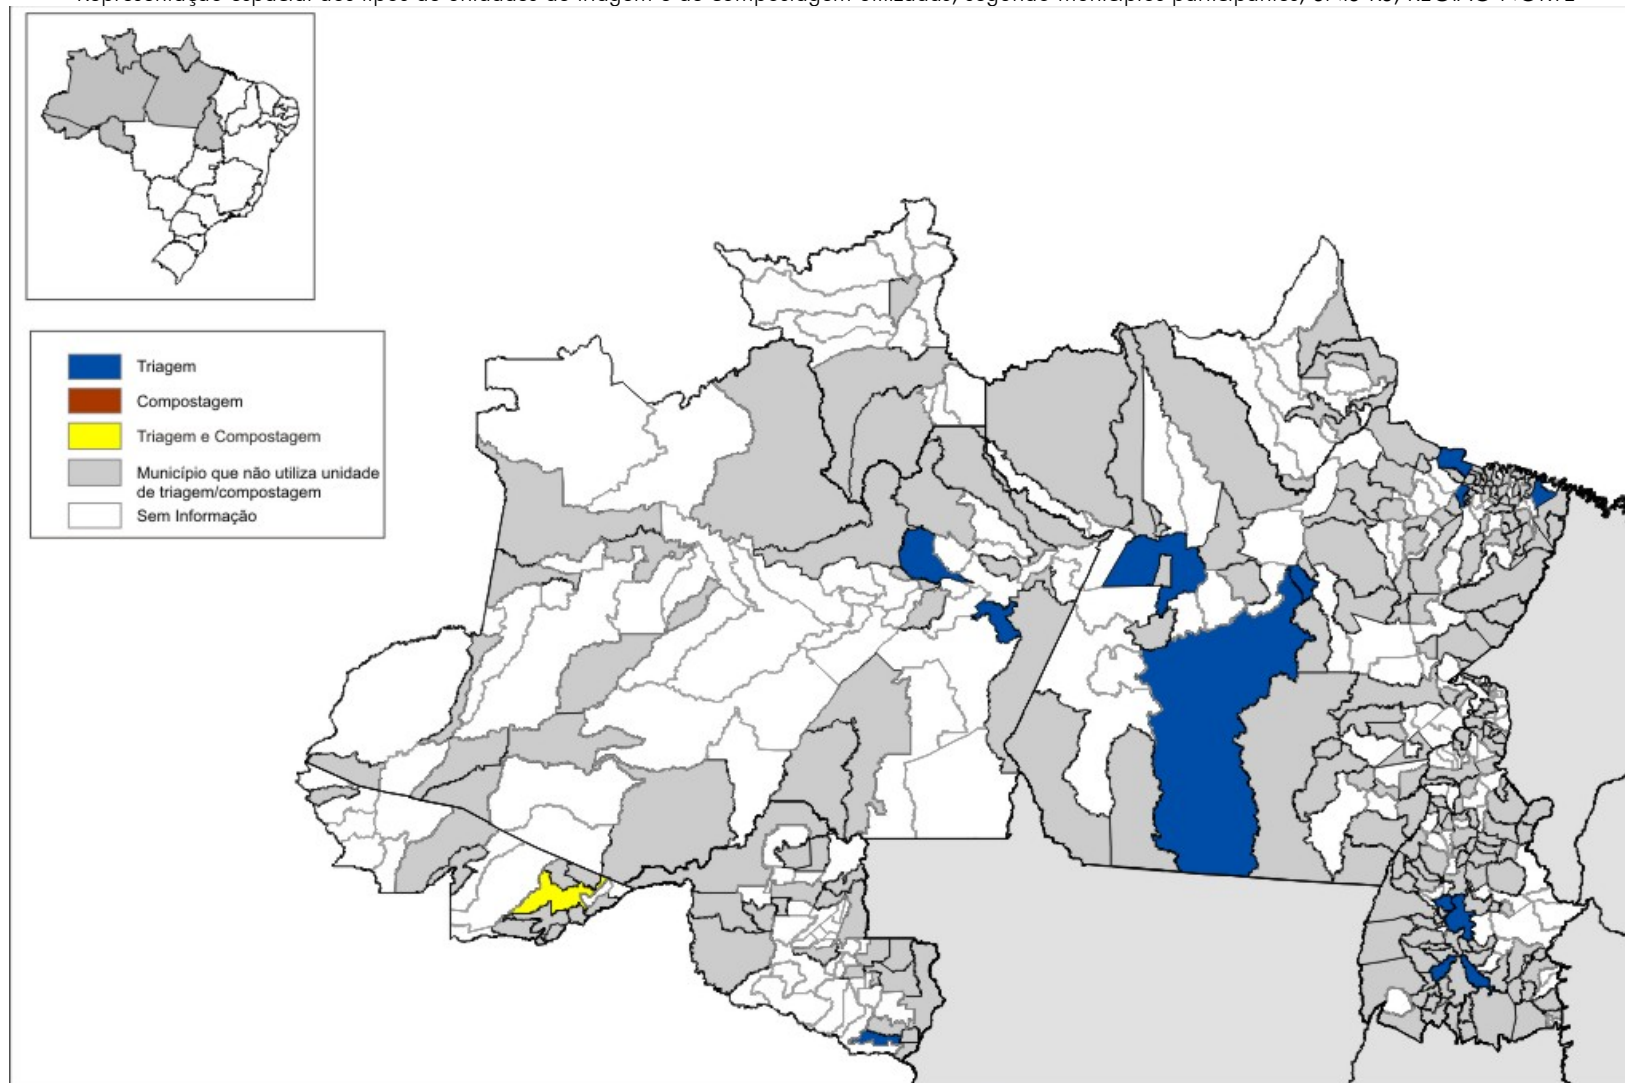 Triagem
Compostagem
Triagem e Compostagem
Município que não utiliza unidade
de triagem/compostagem
Sem Informação